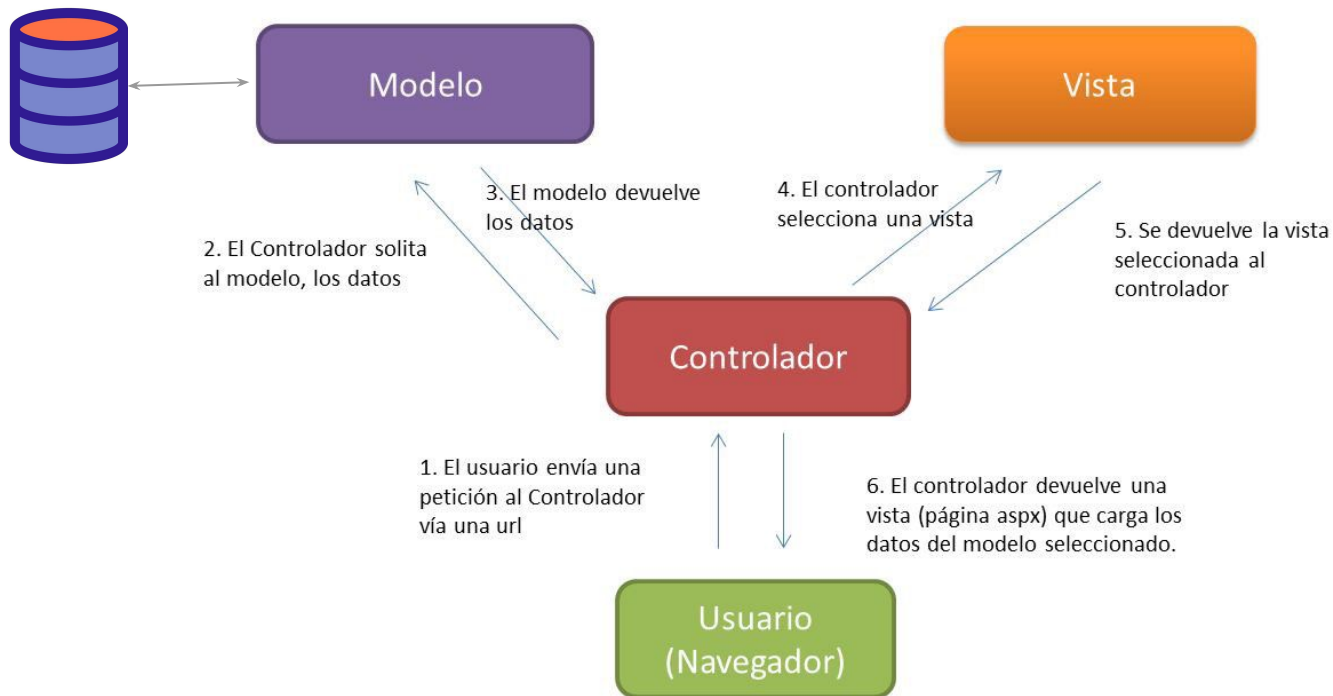 Modelo
Vista
3. El modelo devuelve
los datos
4. El controlador
selecciona una vista
2. El Controlador solita
al modelo, los datos
5. Se devuelve la vista
seleccionada al
controlador
Controlador
1. El usuario envía una
petición al Controlador
vía una url
6. El controlador devuelve una
vista (página aspx) que carga los
datos del modelo seleccionado.
Usuario
(Navegador)